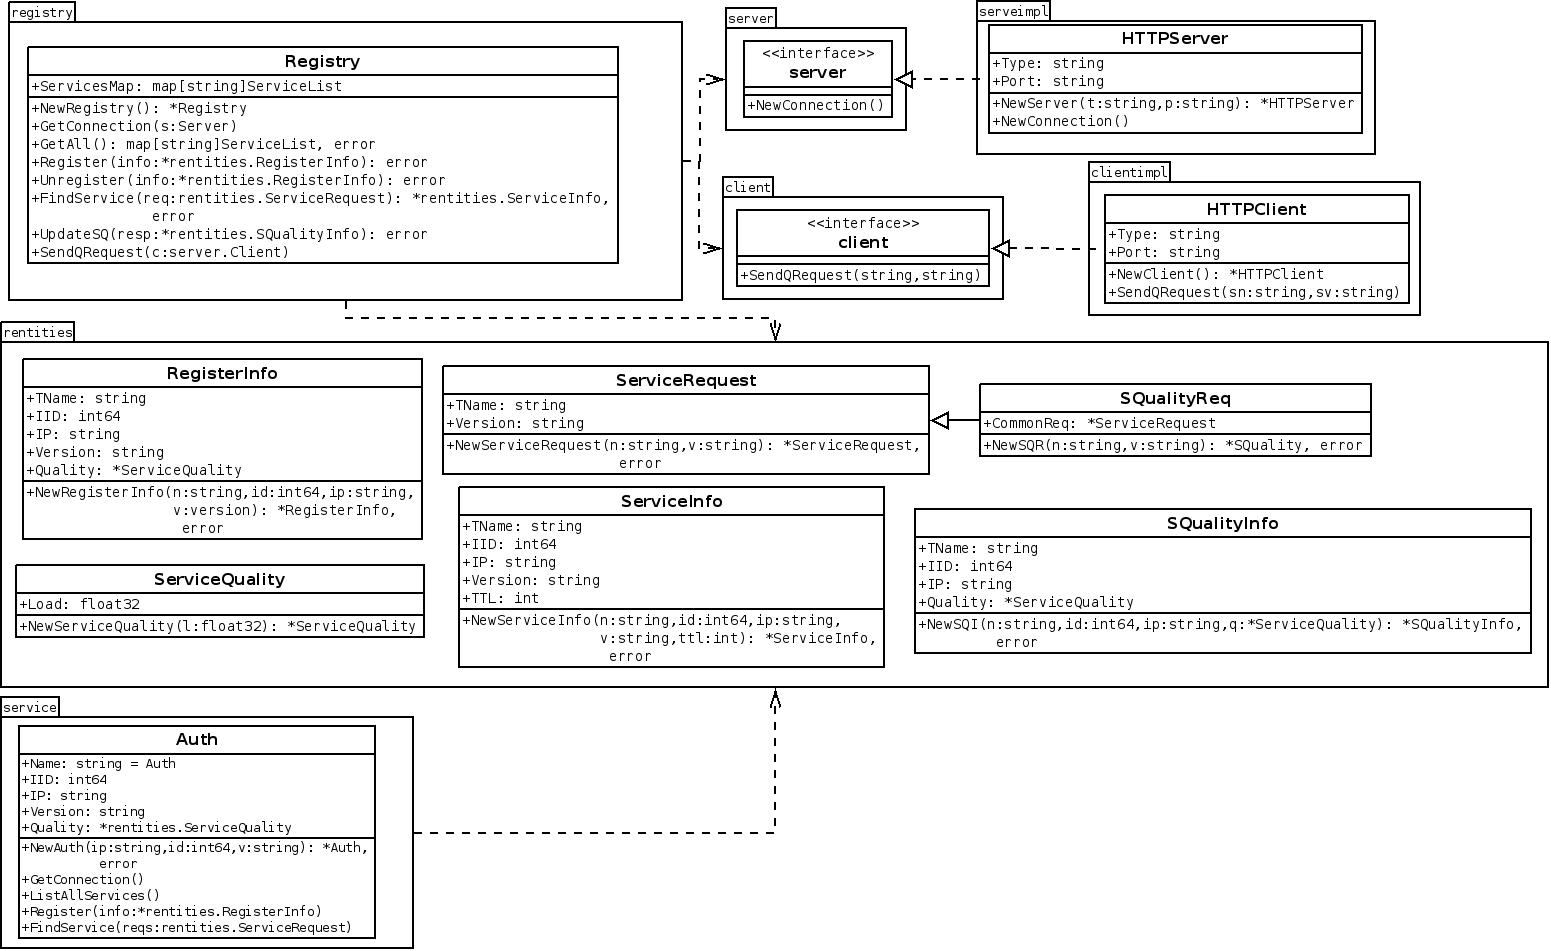 registry
Registry
+ServicesMap: map[string]ServiceList
+NewRegistry(): *Registry
+GetConnection(s:Server)
+GetAll(): map[string]ServiceList, error
+Register(info:*rentities.RegisterInfo): error
+Unregister(info:*rentities.RegisterInfo): error
+FindService(req:rentities.ServiceRequest): *rentities.ServiceInfo,
error
+UpdateSQ(resp:*rentities.SQualityInfo): error
+SendQRequest(c:server.Client)
server
<<interface>>
server
+NewConnection()
serveimpl
HTTPServer
+Type: string
+Port: string
+NewServer(t:string,p:string): *HTTPServer
+NewConnection()
client
<<interface>>
client
+SendQRequest(string,string)
clientimpl
HTTPClient
+Type: string
+Port: string
+NewClient(): *HTTPClient
+SendQRequest(sn:string,sv:string)
rentities
RegisterInfo
+TName: string
+IID: int64
+IP: string
+Version: string
+Quality: *ServiceQuality
+NewRegisterInfo(n:string,id:int64,ip:string,
v:version): *RegisterInfo,
error
ServiceRequest
+TName: string
+Version: string
+NewServiceRequest(n:string,v:string): *ServiceRequest,
error
SQualityReq
+CommonReq: *ServiceRequest
+NewSQR(n:string,v:string): *SQuality, error
ServiceQuality
+Load: float32
+NewServiceQuality(l:float32): *ServiceQuality
ServiceInfo
+TName: string
+IID: int64
+IP: string
+Version: string
+TTL: int
+NewServiceInfo(n:string,id:int64,ip:string,
v:string,ttl:int): *ServiceInfo,
error
SQualityInfo
+TName: string
+IID: int64
+IP: string
+Quality: *ServiceQuality
+NewSQI(n:string,id:int64,ip:string,q:*ServiceQuality): *SQualityInfo,
error
service
Auth
+Name: string = Auth
+IID: int64
+IP: string
+Version: string
+Quality: *rentities.ServiceQuality
+NewAuth(ip:string,id:int64,v:string): *Auth,
error
+GetConnection()
+ListAllServices()
+Register(info:*rentities.RegisterInfo)
+FindService(reqs:rentities.ServiceRequest)